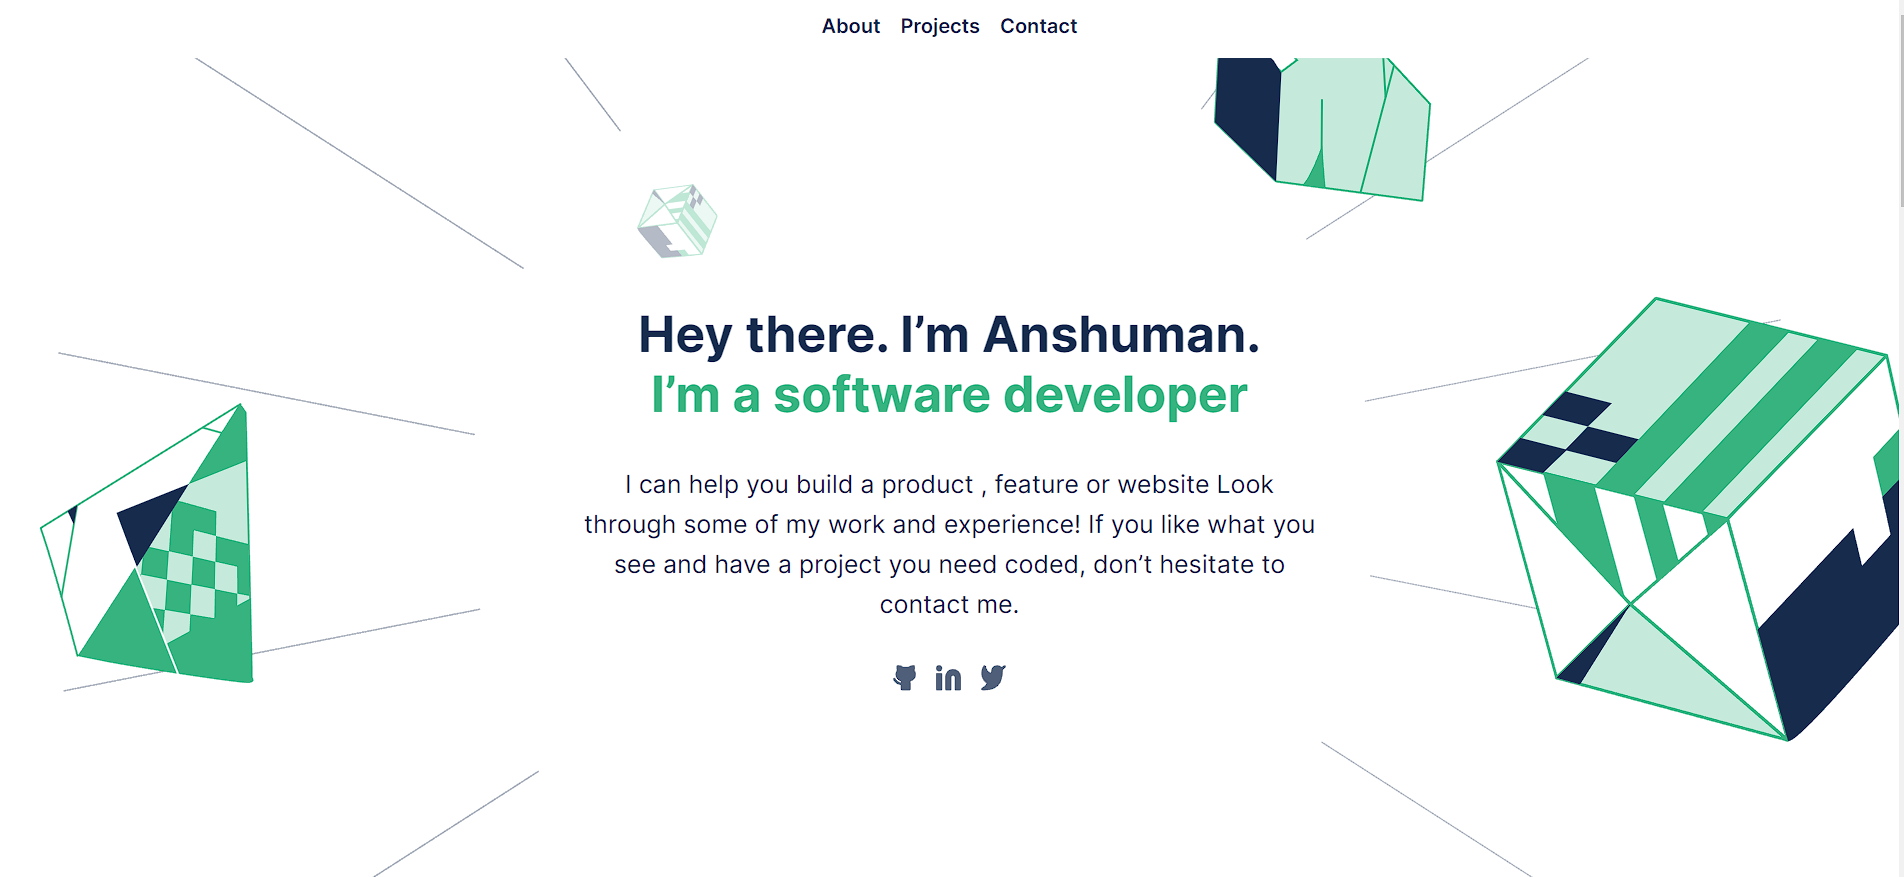 About Projects Contact
Hey there. I’m Anshuman.
I’m a software developer
I can help you build a product , feature or website Look
through some of my work and experience! If you like what you
see and have a project you need coded, don’t hesitate to
contact me.